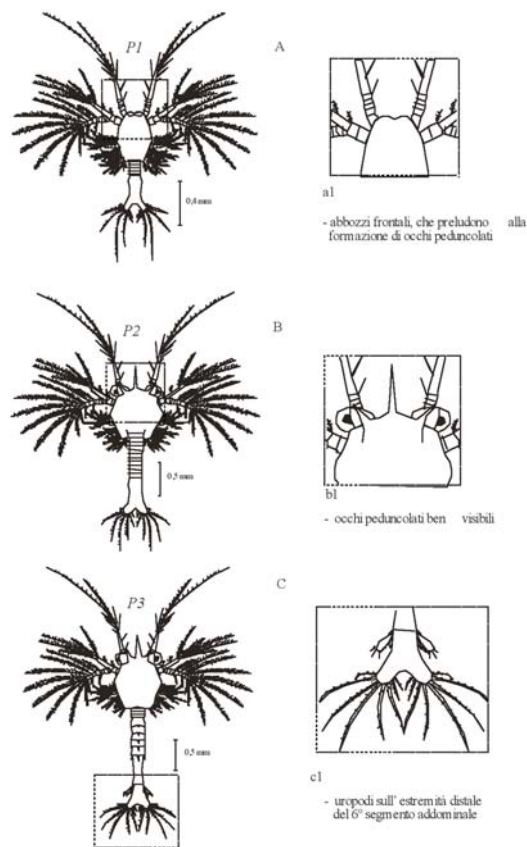 P1
A
0,4 mm
a1
- abbozzi frontali, che preludono alla
formazione di occhi peduncolati
P2
B
0,5 mm
b1
- occhi peduncolati ben visibili
P3
C
0,5 mm
c1
- uropodi sull' estremità distale
del 6° segmento addominale